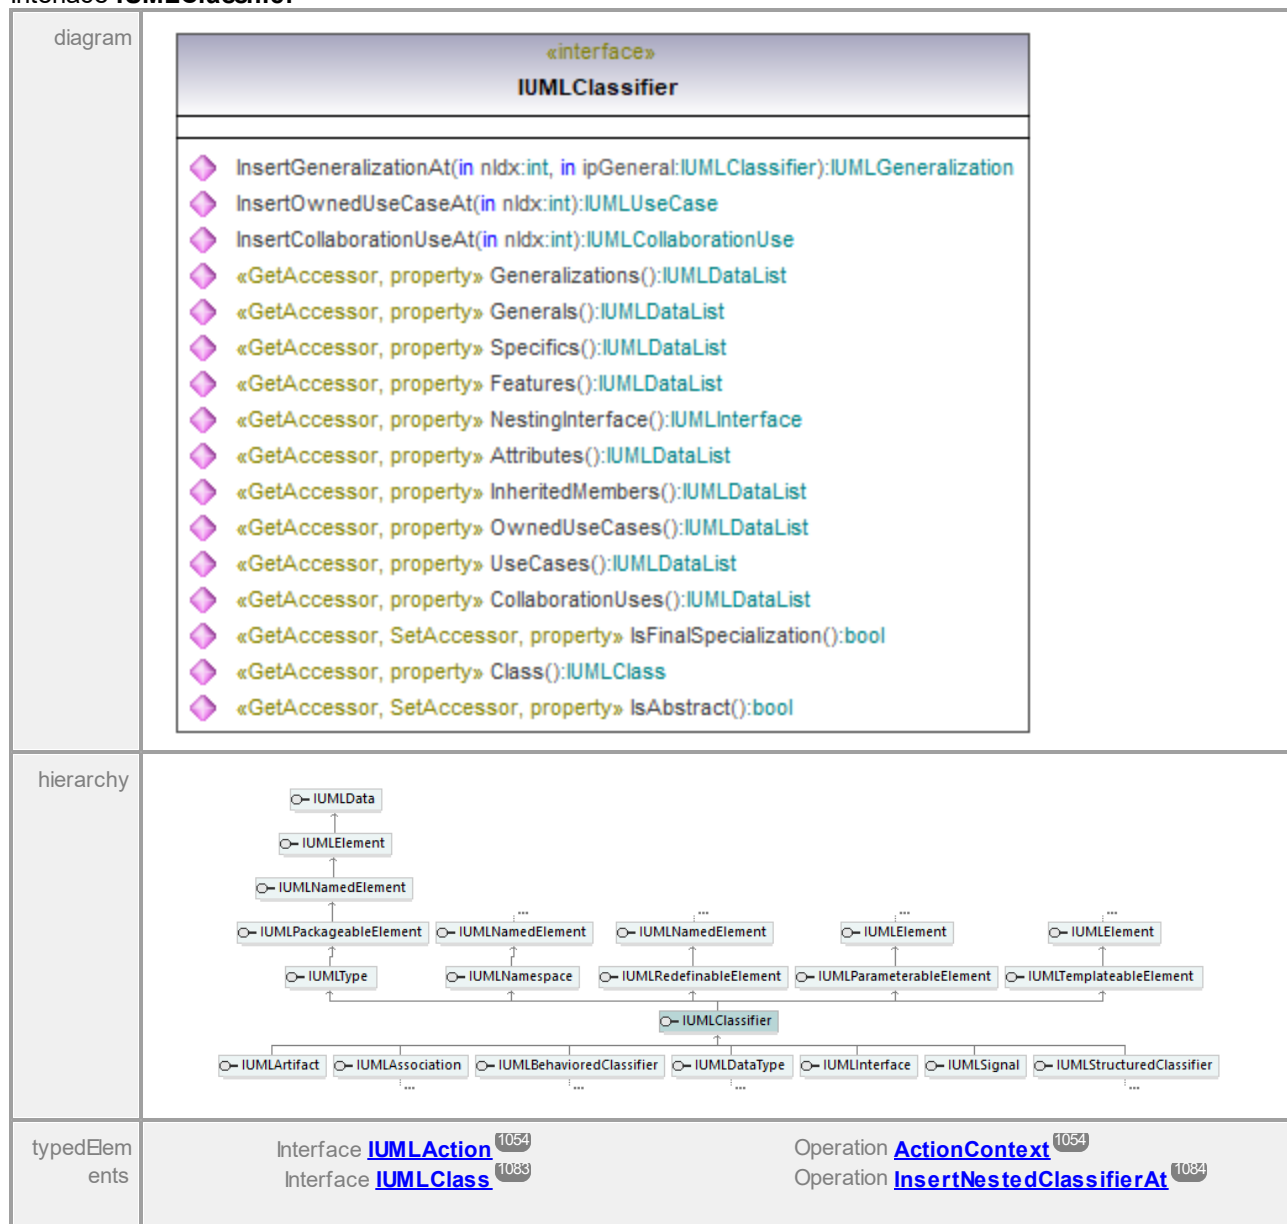 interface IUMLClassifier
diagram
«interface»
IUMLClassifier
InsertGeneralizationAt(in nIdx:int, in ipGeneral:IUMLClassifier):IUMLGeneralization
InsertOwnedUseCaseAt(in nIdx:int):IUMLUseCase
InsertCollaborationUseAt(in nIdx:int):IUMLCollaborationUse
«GetAccessor, property» Generalizations():IUMLDataList
«GetAccessor, property» Generals():IUMLDataList
«GetAccessor, property» Specifics():IUMLDataList
«GetAccessor, property» Features():IUMLDataList
«GetAccessor, property» NestingInterface():IUMLInterface
«GetAccessor, property» Attributes():IUMLDataList
«GetAccessor, property» InheritedMembers():IUMLDataList
«GetAccessor, property» OwnedUseCases():IUMLDataList
«GetAccessor, property» UseCases():IUMLDataList
«GetAccessor, property» CollaborationUses():IUMLDataList
«GetAccessor, SetAccessor, property» IsFinalSpecialization():bool
«GetAccessor, property» Class():IUMLClass
«GetAccessor, SetAccessor, property» IsAbstract():bool
hierarchy
IUMLData
IUMLElement
IUMLNamedElement
... ... ... ...
IUMLPackageableElement IUMLNamedElement IUMLNamedElement IUMLElement IUMLElement
IUMLType IUMLNamespace IUMLRedefinableElement IUMLParameterableElement IUMLTemplateableElement
IUMLClassifier
IUMLArtifact IUMLAssociation IUMLBehavioredClassifier IUMLDataType IUMLInterface IUMLSignal IUMLStructuredClassifier
... ... ... ...
typedElem
ents
Interface IUMLAction 1054 Operation ActionContext 1054
Interface IUMLClass 1083 Operation InsertNestedClassifierAt 1084